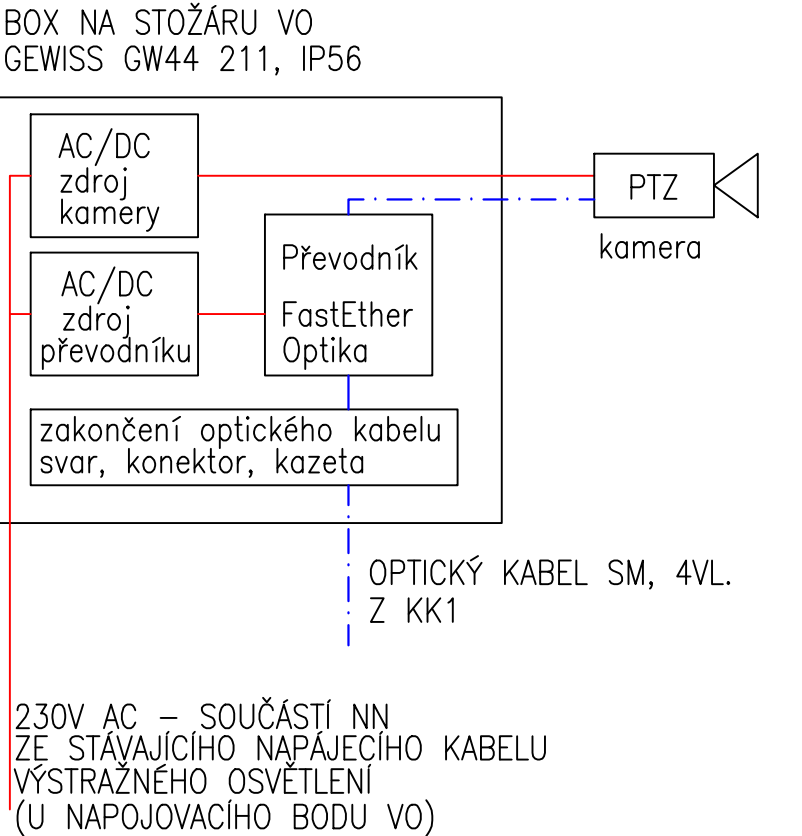 BOX NA STOŽÁRU VO
GEWISS GW44 211, IP56
AC/DC
zdroj
kamery
PTZ
kamera
Převodník
FastEther
Optika
AC/DC
zdroj
převodníku
zakončení optického kabelu
svar, konektor, kazeta
OPTICKÝ KABEL SM, 4VL.
Z KK1
230V AC – SOUČÁSTÍ NN
ZE STÁVAJÍCÍHO NAPÁJECÍHO KABELU
VÝSTRAŽNÉHO OSVĚTLENÍ
(U NAPOJOVACÍHO BODU VO)